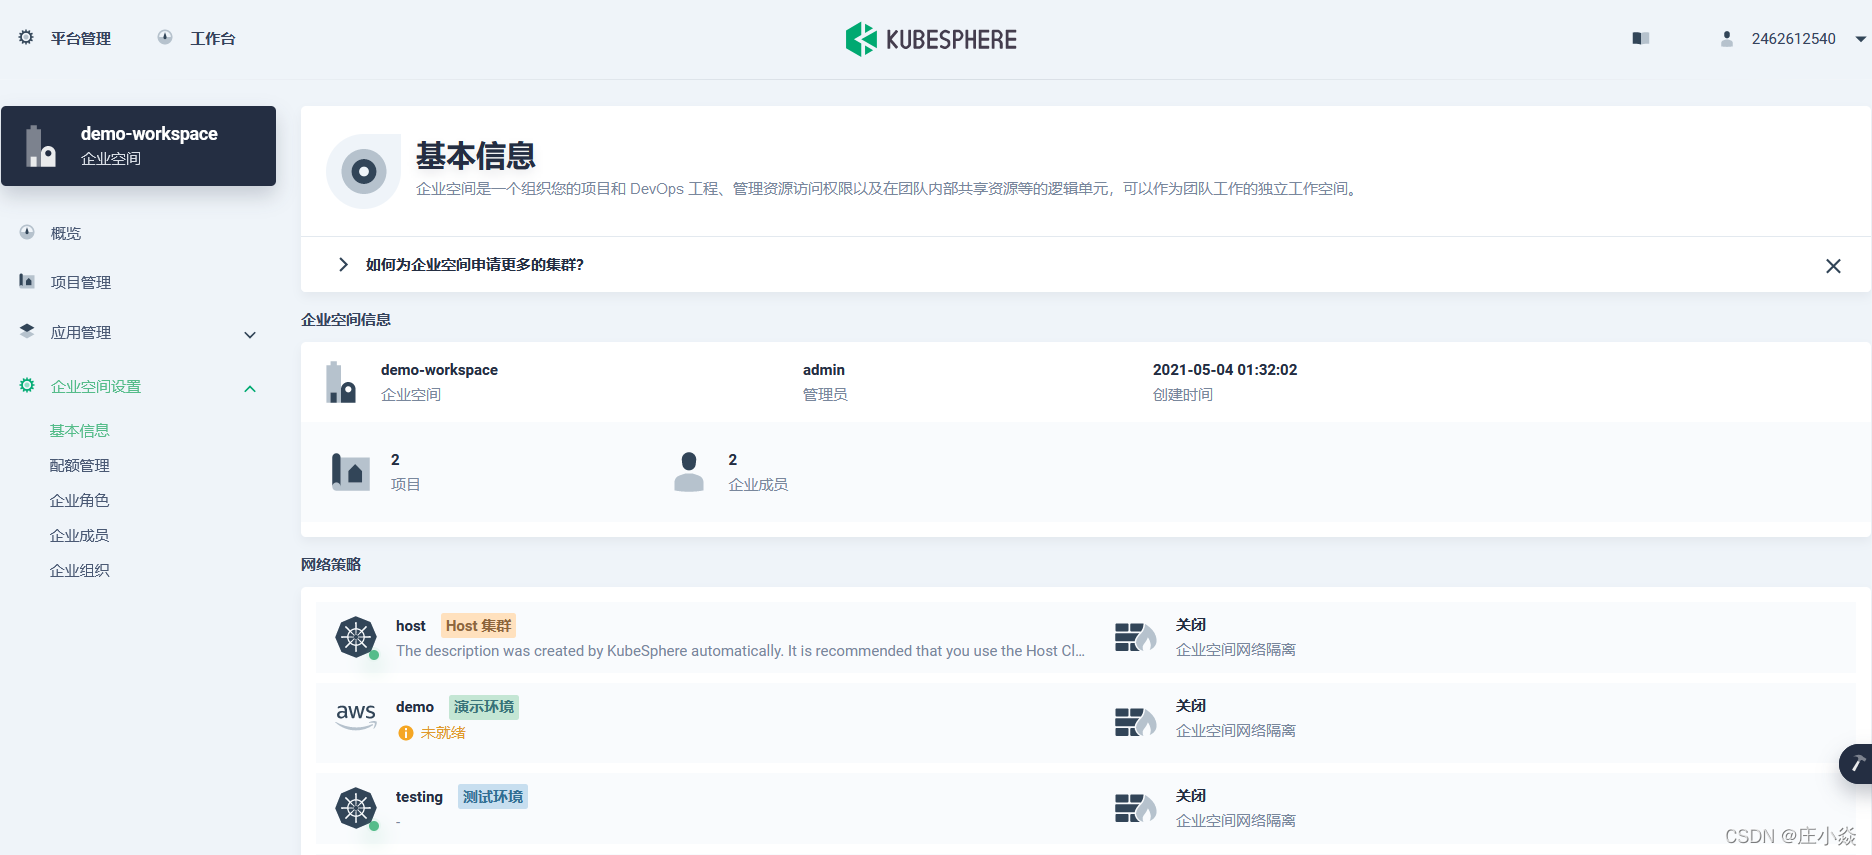 平台管理 工作台 KUBESPHERE 2462612540
demo-workspace
企业空间
概览
项目管理
应用管理
企业空间设置
基本信息
配额管理
企业角色
企业成员
企业组织
基本信息
企业空间是一个组织您的项目和 DevOps 工程、管理资源访问权限以及在团队内部共享资源等的逻辑单元，可以作为团队工作的独立工作空间。
如何为企业空间申请更多的集群?
企业空间信息
demo-workspace admin 2021-05-04 01:32:02
企业空间 管理员 创建时间
2 2
项目 企业成员
网络策略
host Host 集群 关闭
The description was created by KubeSphere automatically. It is recommended that you use the Host Cl... 企业空间网络隔离
aws demo 演示环境 关闭
未就绪 企业空间网络隔离
testing 测试环境 关闭
- 企业空间网络隔离
CSDN @庄小焱